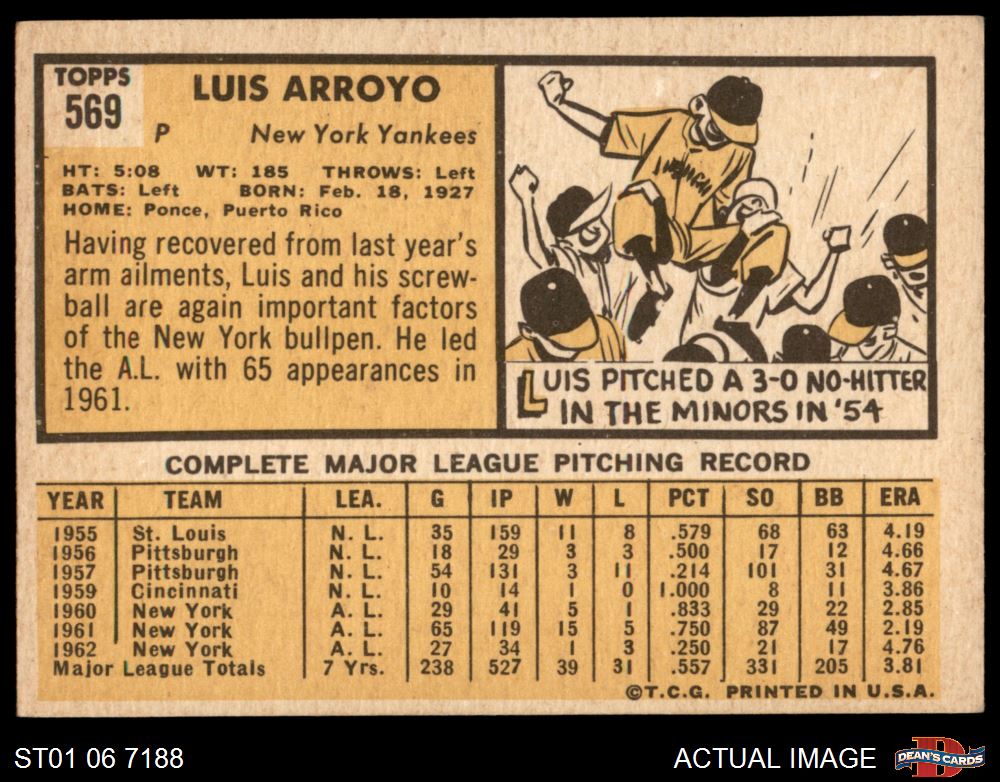 TOPPS
569
LUIS ARROYO
P New York Yankees
HT: 5:08 WT: 185 THROWS: Left
BATS: Left BORN: Feb. 18, 1927
HOME: Ponce, Puerto Rico
Having recovered from last year's
arm ailments, Luis and his screw-
ball are again important factors
of the New York bullpen. He led
the A.L. with 65 appearances in
1961.
LUIS PITCHED A 3-0 NO-HITTER
IN THE MINORS IN '54
COMPLETE MAJOR LEAGUE PITCHING RECORD
YEAR TEAM LEA. G IP W L PCT SO BB ERA
1955 St. Louis N. L. 35 159 11 8 .579 68 63 4.19
1956 Pittsburgh N. L. 18 29 3 3 .500 17 12 4.66
1957 Pittsburgh N. L. 54 131 3 11 .214 101 31 4.67
1959 Cincinnati N. L. 10 14 1 0 1.000 8 11 3.86
1960 New York A. L. 29 41 5 1 .833 29 22 2.85
1961 New York A. L. 65 119 15 5 .750 87 49 2.19
1962 New York A. L. 27 34 1 3 .250 21 17 4.76
Major League Totals 7 Yrs. 238 527 39 31 .557 331 205 3.81
©T.C.G. PRINTED IN U.S.A.
ST01 06 7188
ACTUAL IMAGE
D
DEAN'S CARDS